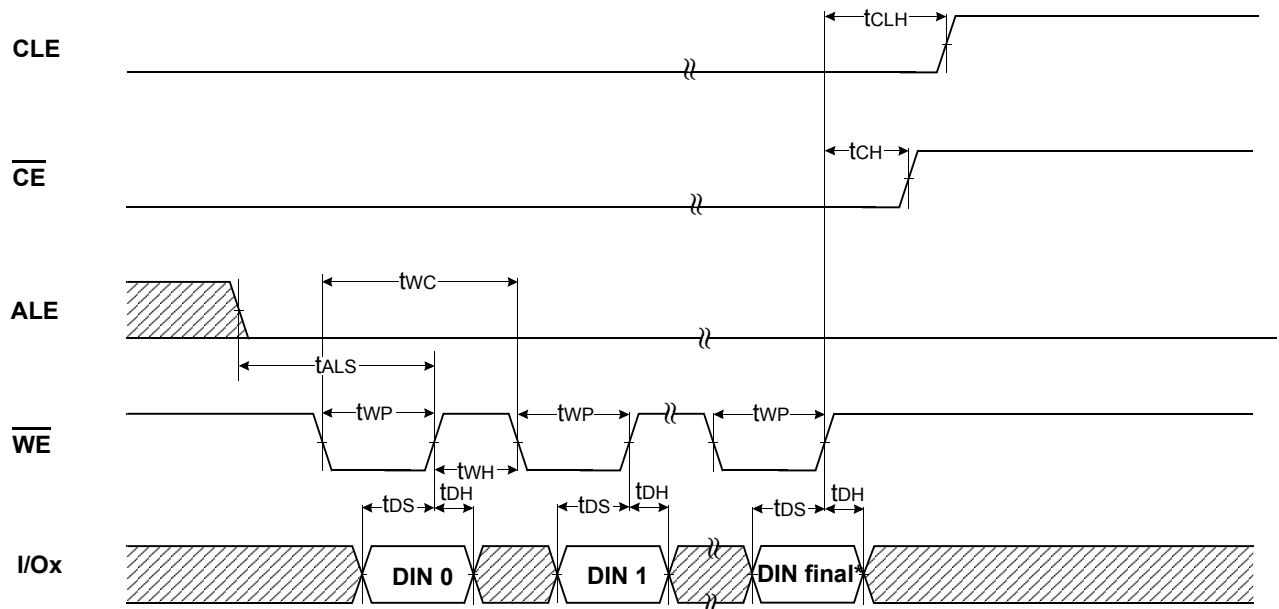 tCLH
CLE
tCH
CE
tWC
ALE
tALS
tWP tWP tWP
WE
tWH
tDS tDH tDS tDH tDS tDH
I/Ox DIN 0 DIN 1 DIN final*